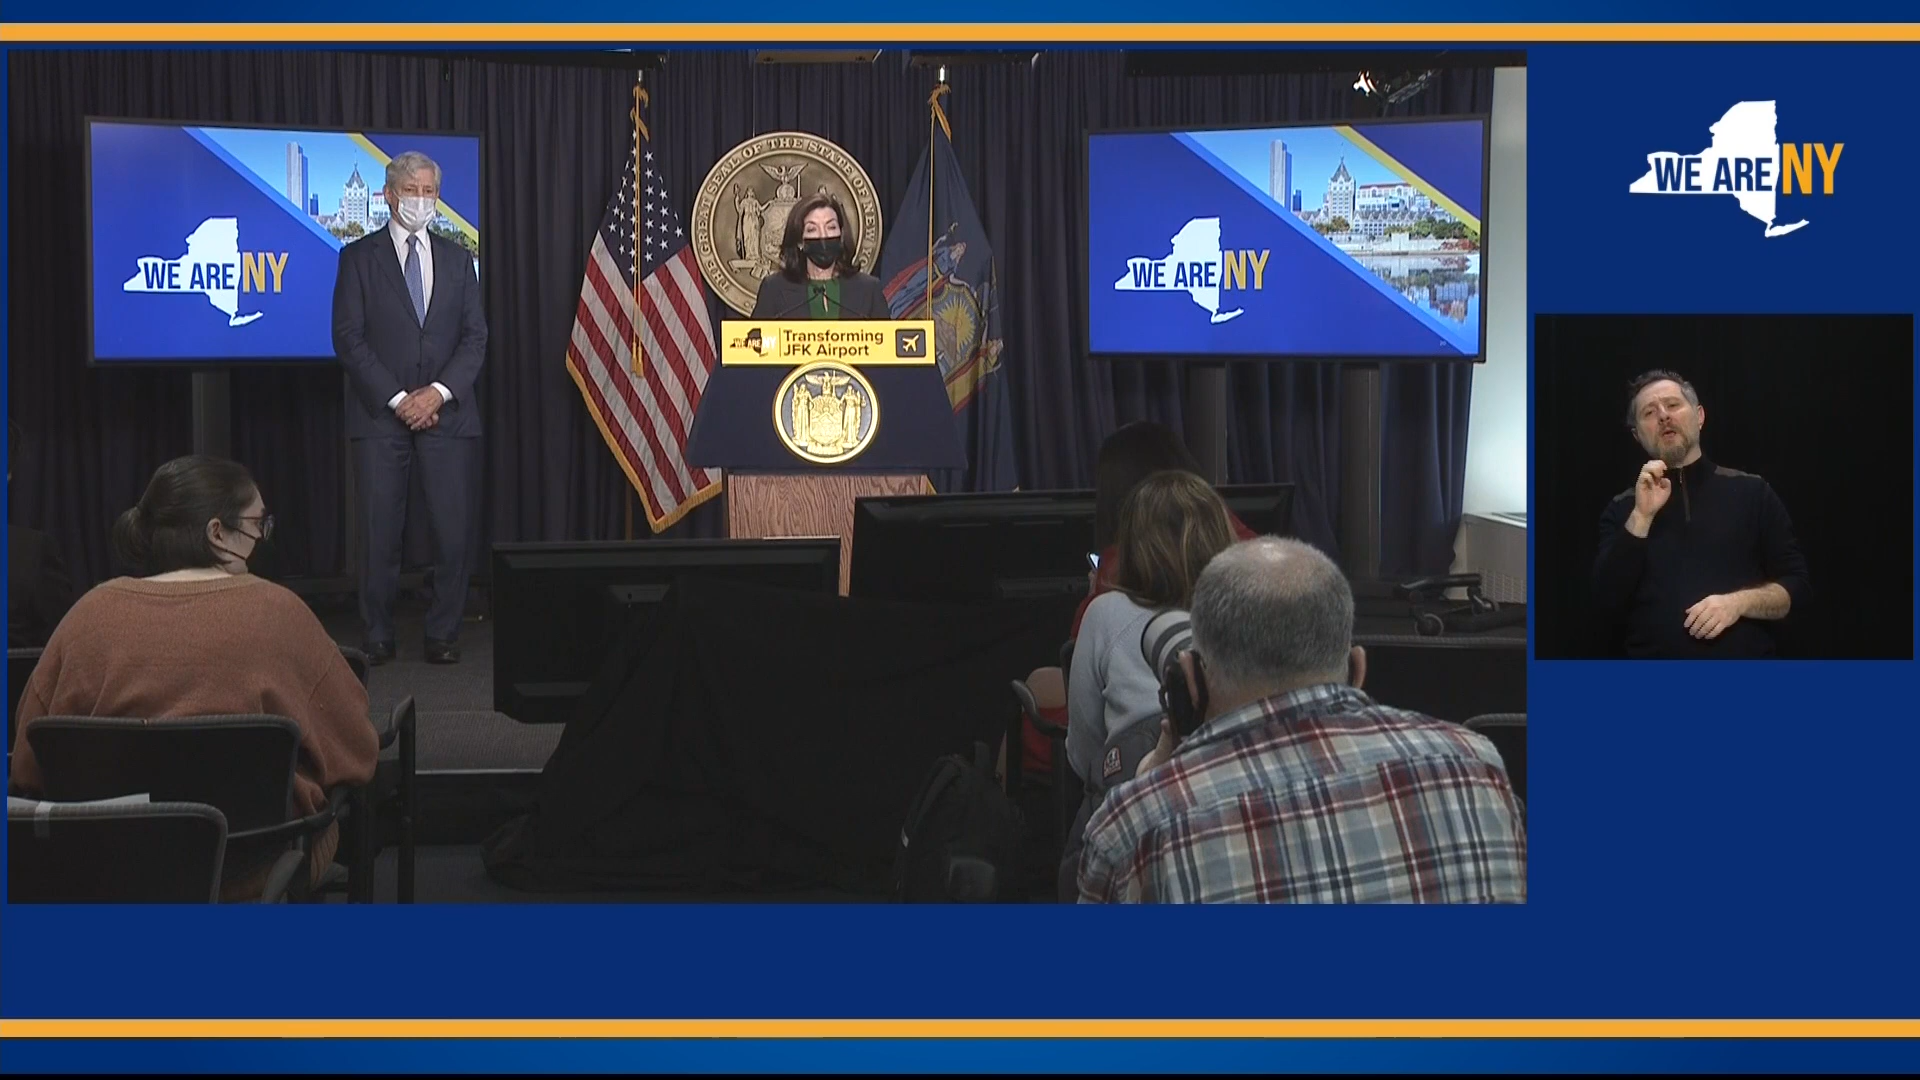 WE ARE NY
WE ARE NY
THE GREAT SEAL OF THE STATE OF NEW YO
WE ARE NY
WE ARE NY
Transforming
JFK Airport